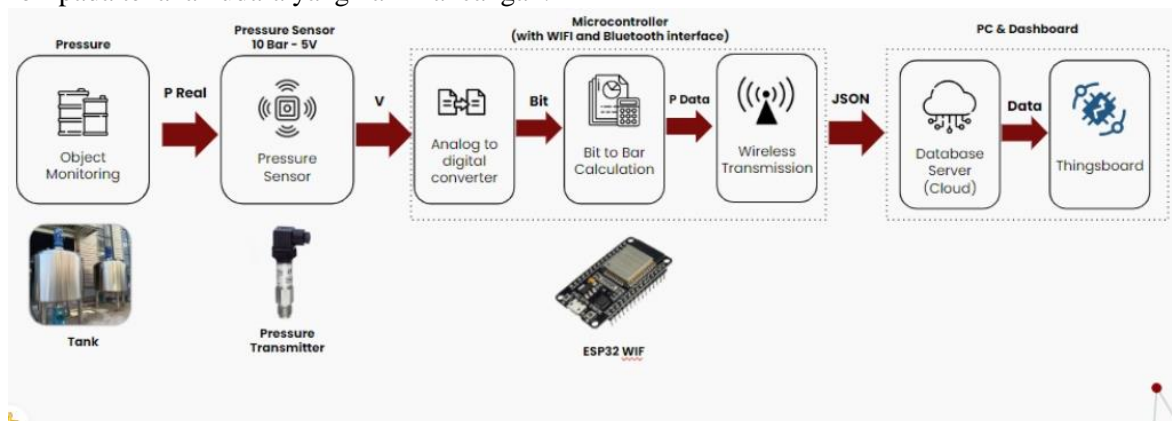 Pressure
Pressure Sensor
10 Bar - 5V
Microcontroller
(with WIFI and Bluetooth interface)
PC & Dashboard
P Real
V
Bit
P Data
JSON
Data
Object
Monitoring
Pressure
Sensor
Analog to
digital
converter
Bit to Bar
Calculation
Wireless
Transmission
Database
Server
(Cloud)
Thingsboard
Tank
Pressure
Transmitter
ESP32 WIF